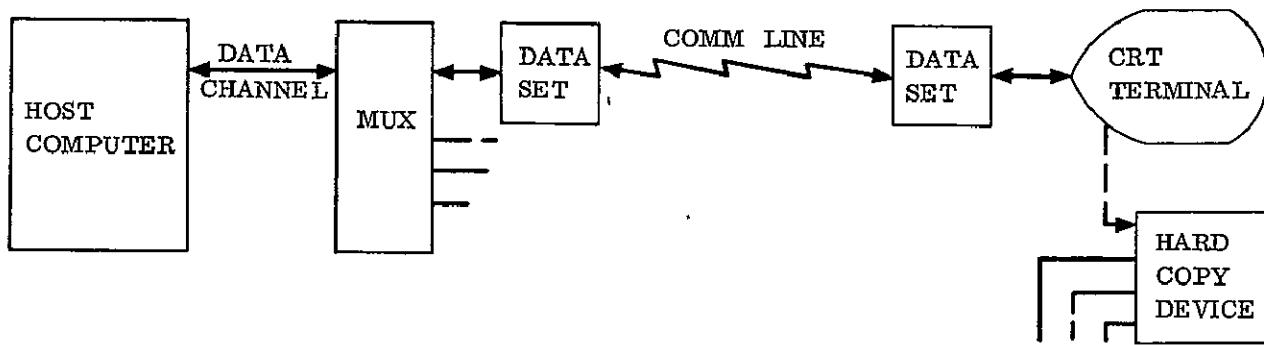 HOST
COMPUTER
DATA
CHANNEL
MUX
DATA
SET
COMM LINE
DATA
SET
CRT
TERMINAL
HARD
COPY
DEVICE